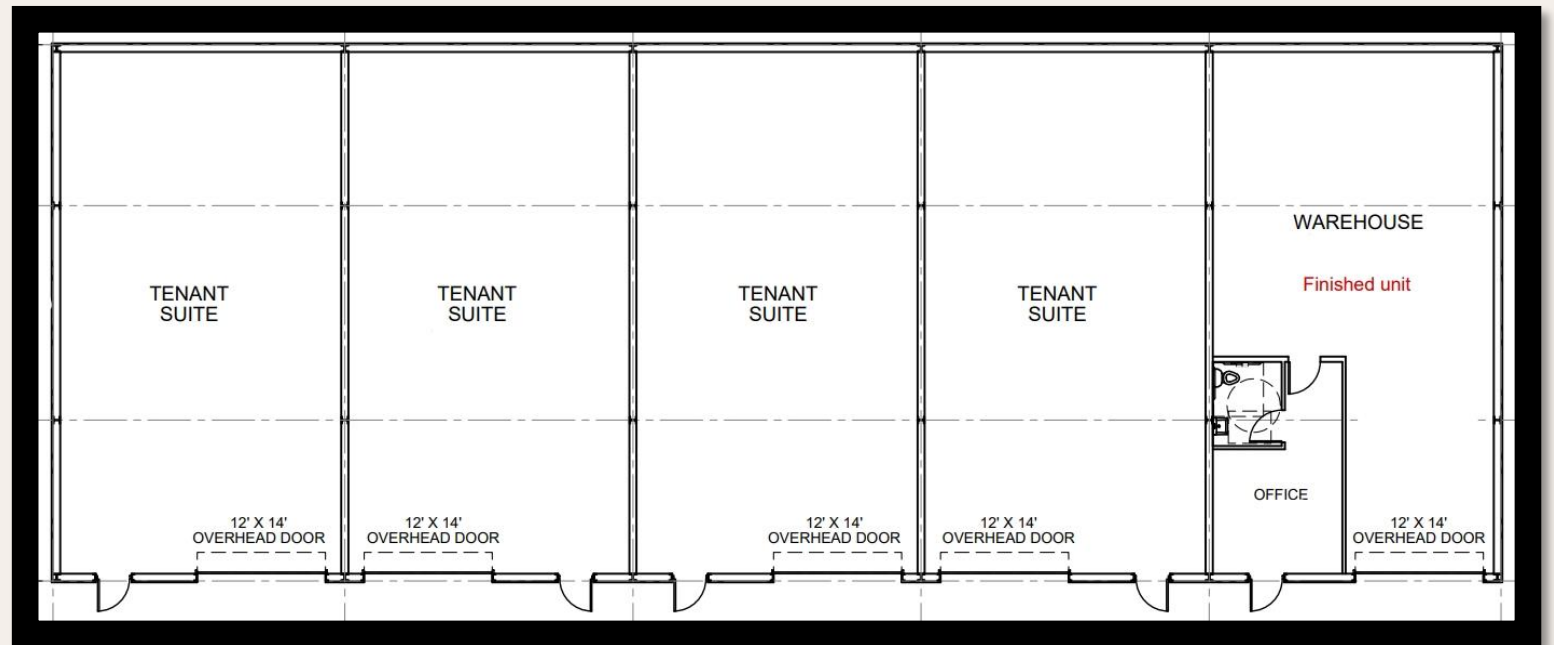 WAREHOUSE
Finished unit
TENANT
SUITE
TENANT
SUITE
TENANT
SUITE
TENANT
SUITE
OFFICE
12' X 14'
OVERHEAD DOOR
12' X 14'
OVERHEAD DOOR
12' X 14'
OVERHEAD DOOR
12' X 14'
OVERHEAD DOOR
12' X 14'
OVERHEAD DOOR